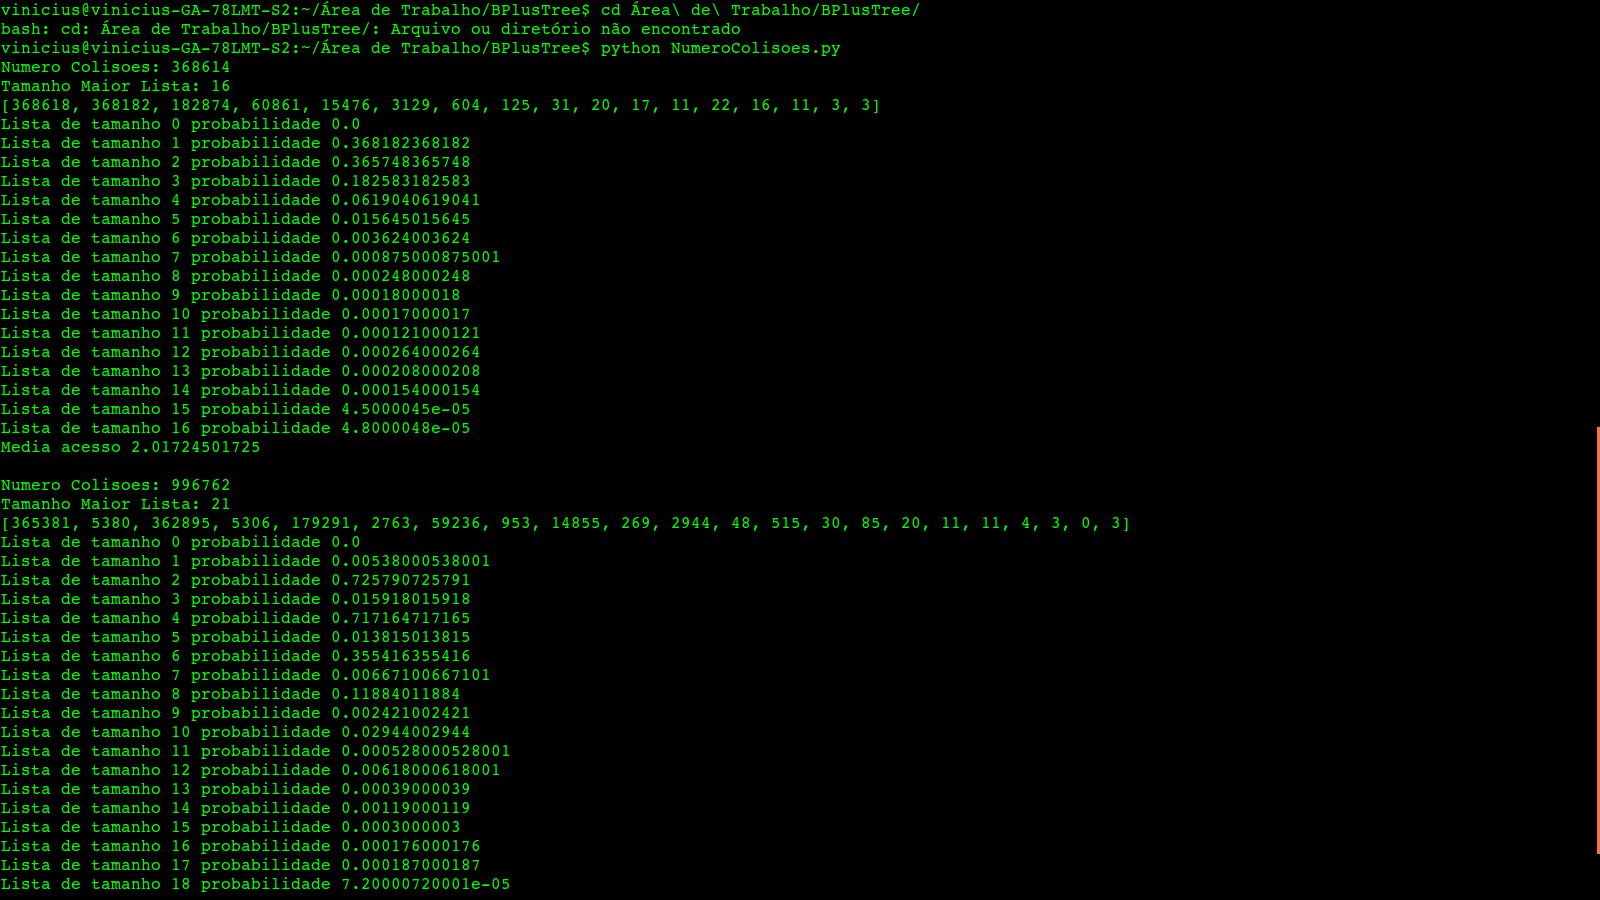 vinicius@vinicius-GA-78LMT-S2:~/Área de Trabalho/BPlusTree$ cd Área\ de\ Trabalho/BPlusTree/
bash: cd: Área de Trabalho/BPlusTree/: Arquivo ou diretório não encontrado
vinicius@vinicius-GA-78LMT-S2:~/Área de Trabalho/BPlusTree$ python NumeroColisoes.py
Numero Colisoes: 368614
Tamanho Maior Lista: 16
[368618, 368182, 182874, 60861, 15476, 3129, 604, 125, 31, 20, 17, 11, 22, 16, 11, 3, 3]
Lista de tamanho 0 probabilidade 0.0
Lista de tamanho 1 probabilidade 0.368182368182
Lista de tamanho 2 probabilidade 0.365748365748
Lista de tamanho 3 probabilidade 0.182583182583
Lista de tamanho 4 probabilidade 0.0619040619041
Lista de tamanho 5 probabilidade 0.015645015645
Lista de tamanho 6 probabilidade 0.003624003624
Lista de tamanho 7 probabilidade 0.000875000875001
Lista de tamanho 8 probabilidade 0.000248000248
Lista de tamanho 9 probabilidade 0.00018000018
Lista de tamanho 10 probabilidade 0.00017000017
Lista de tamanho 11 probabilidade 0.000121000121
Lista de tamanho 12 probabilidade 0.000264000264
Lista de tamanho 13 probabilidade 0.000208000208
Lista de tamanho 14 probabilidade 0.000154000154
Lista de tamanho 15 probabilidade 4.5000045e-05
Lista de tamanho 16 probabilidade 4.8000048e-05
Media acesso 2.01724501725
Numero Colisoes: 996762
Tamanho Maior Lista: 21
[365381, 5380, 362895, 5306, 179291, 2763, 59236, 953, 14855, 269, 2944, 48, 515, 30, 85, 20, 11, 11, 4, 3, 0, 3]
Lista de tamanho 0 probabilidade 0.0
Lista de tamanho 1 probabilidade 0.00538000538001
Lista de tamanho 2 probabilidade 0.725790725791
Lista de tamanho 3 probabilidade 0.015918015918
Lista de tamanho 4 probabilidade 0.717164717165
Lista de tamanho 5 probabilidade 0.013815013815
Lista de tamanho 6 probabilidade 0.355416355416
Lista de tamanho 7 probabilidade 0.00667100667101
Lista de tamanho 8 probabilidade 0.11884011884
Lista de tamanho 9 probabilidade 0.002421002421
Lista de tamanho 10 probabilidade 0.02944002944
Lista de tamanho 11 probabilidade 0.000528000528001
Lista de tamanho 12 probabilidade 0.00618000618001
Lista de tamanho 13 probabilidade 0.00039000039
Lista de tamanho 14 probabilidade 0.00119000119
Lista de tamanho 15 probabilidade 0.0003000003
Lista de tamanho 16 probabilidade 0.000176000176
Lista de tamanho 17 probabilidade 0.000187000187
Lista de tamanho 18 probabilidade 7.20000720001e-05